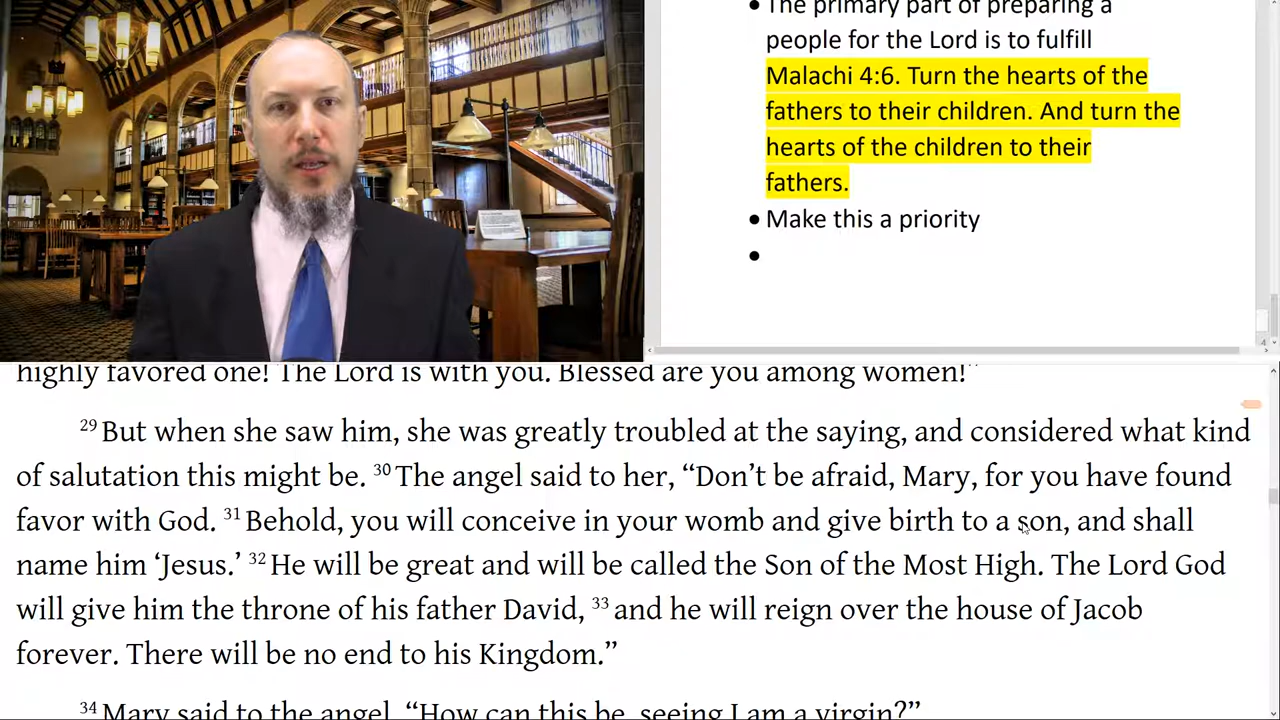 • The primary part of preparing a
people for the Lord is to fulfill
Malachi 4:6. Turn the hearts of the
fathers to their children. And turn the
hearts of the children to their
fathers.
• Make this a priority
•
highly favored one! The Lord is with you. Blessed are you among women!”
29 But when she saw him, she was greatly troubled at the saying, and considered what kind
of salutation this might be. 30 The angel said to her, “Don’t be afraid, Mary, for you have found
favor with God. 31 Behold, you will conceive in your womb and give birth to a son, and shall
name him ‘Jesus.’ 32 He will be great and will be called the Son of the Most High. The Lord God
will give him the throne of his father David, 33 and he will reign over the house of Jacob
forever. There will be no end to his Kingdom.”
34 Mary said to the angel, “How can this be, seeing I am a virgin?”